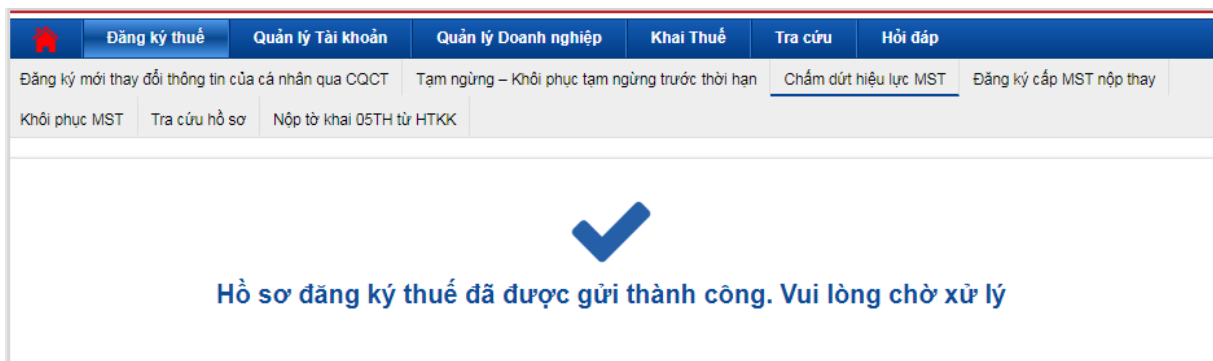 Đăng ký thuế Quản lý Tài khoản Quản lý Doanh nghiệp Khai Thuế Tra cứu Hỏi đáp
Đăng ký mới thay đổi thông tin của cá nhân qua CQCT Tạm ngừng – Khôi phục tạm ngừng trước thời hạn Chấm dứt hiệu lực MST Đăng ký cấp MST nộp thay
Khôi phục MST Tra cứu hồ sơ Nộp tờ khai 05TH từ HTKK
Hồ sơ đăng ký thuế đã được gửi thành công. Vui lòng chờ xử lý